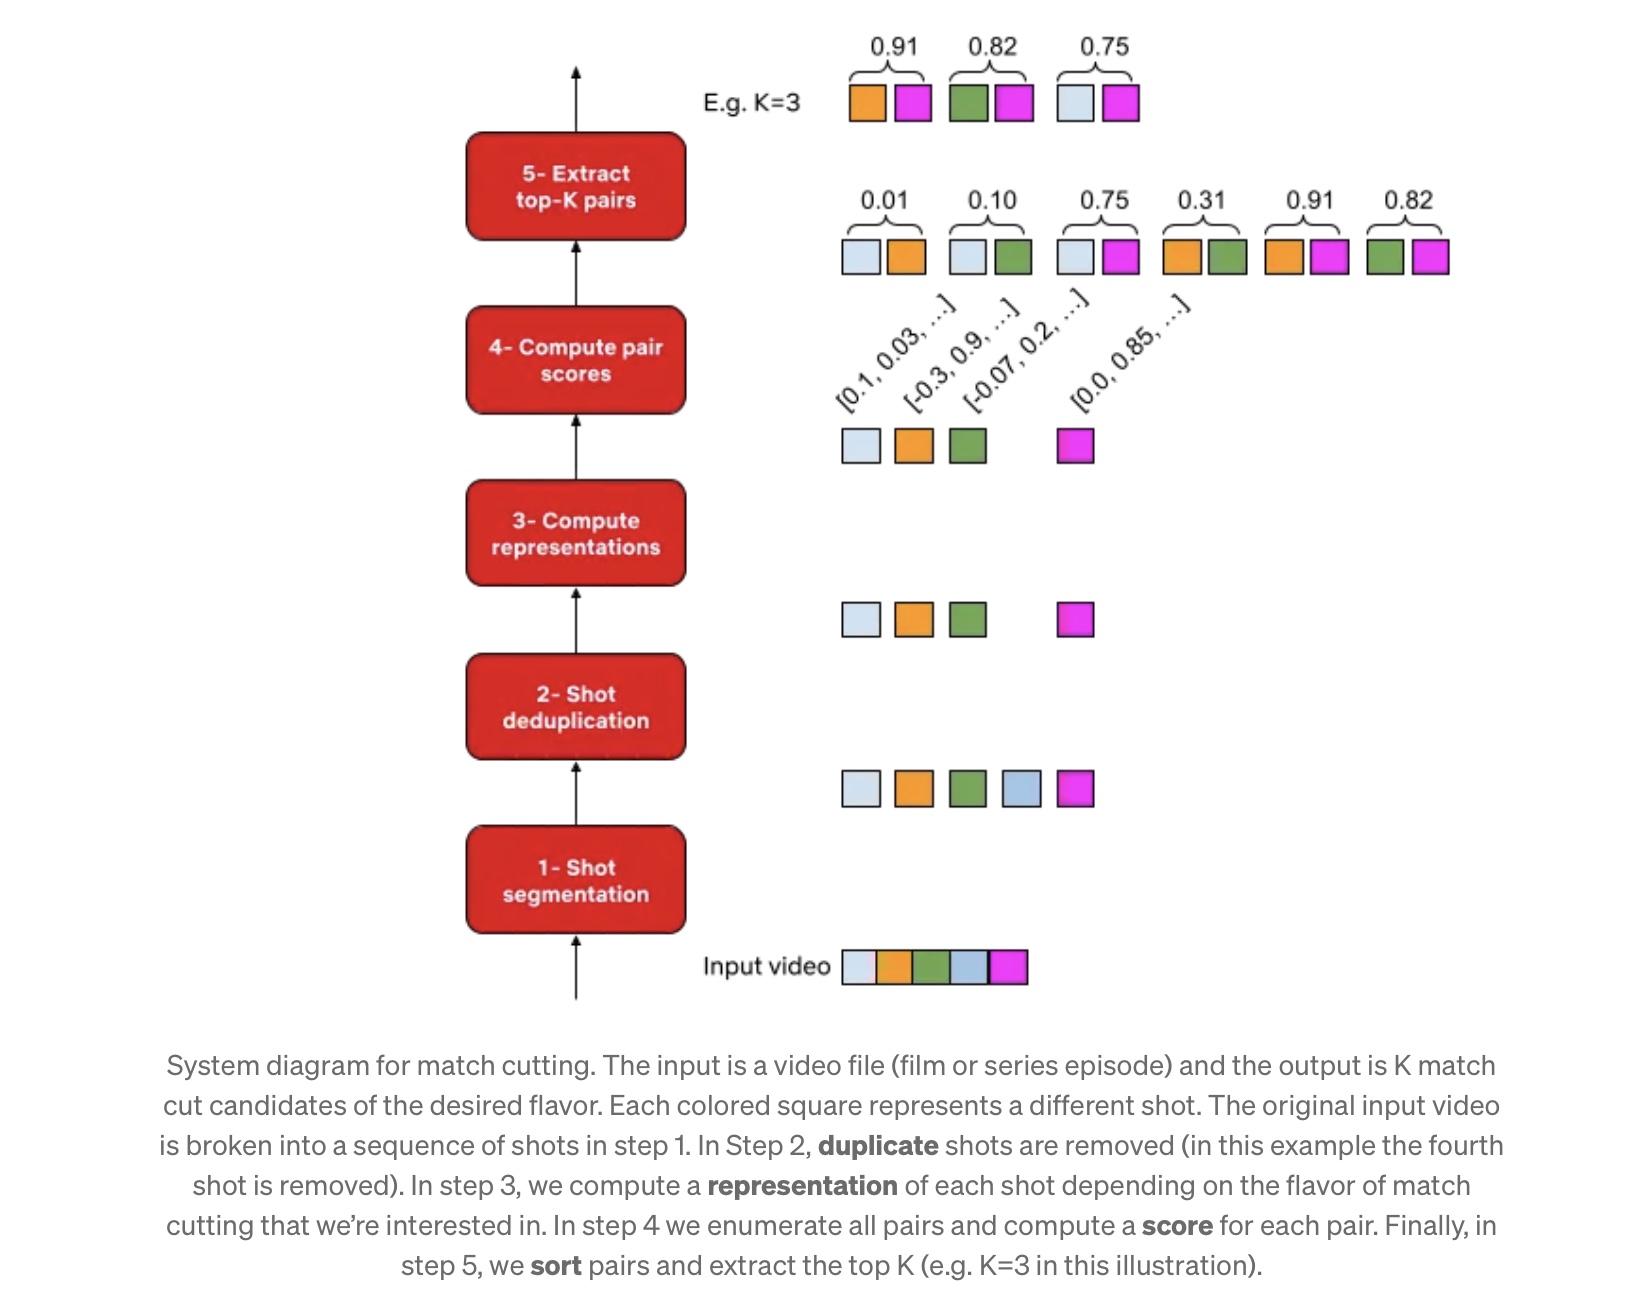 0.91 0.82 0.75
E.g. K=3
5- Extract
top-K pairs
0.01 0.10 0.75 0.31 0.91 0.82
4- Compute pair
scores
[0.1, 0.03, ...]
[-0.3, 0.9, ...]
[-0.07, 0.2, ...]
[0.0, 0.85, ...]
3- Compute
representations
2- Shot
deduplication
1- Shot
segmentation
Input video
System diagram for match cutting. The input is a video file (film or series episode) and the output is K match
cut candidates of the desired flavor. Each colored square represents a different shot. The original input video
is broken into a sequence of shots in step 1. In Step 2, duplicate shots are removed (in this example the fourth
shot is removed). In step 3, we compute a representation of each shot depending on the flavor of match
cutting that we’re interested in. In step 4 we enumerate all pairs and compute a score for each pair. Finally, in
step 5, we sort pairs and extract the top K (e.g. K=3 in this illustration).